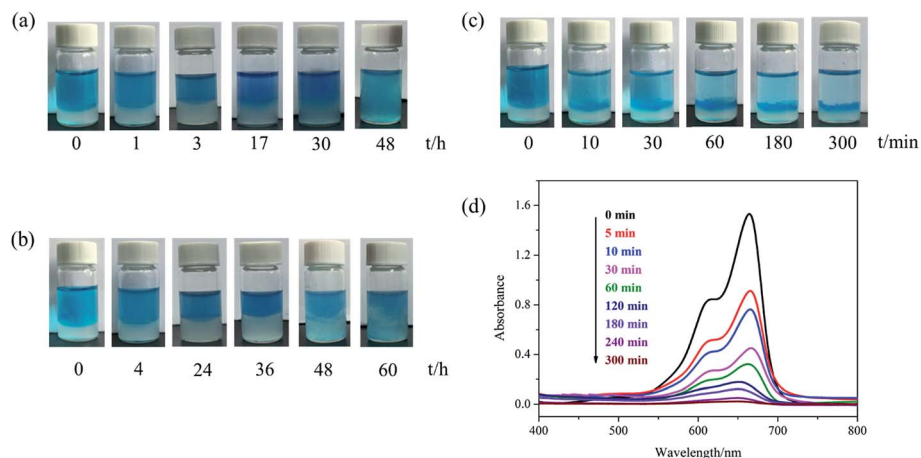 (a)
0 1 3 17 30 48 t/h
(b)
0 4 24 36 48 60 t/h
(c)
0 10 30 60 180 300 t/min
(d)
1.6
1.2
0.8
0.4
0.0
Absorbance
0 min
5 min
10 min
30 min
60 min
120 min
180 min
240 min
300 min
400 500 600 700 800
Wavelength/nm